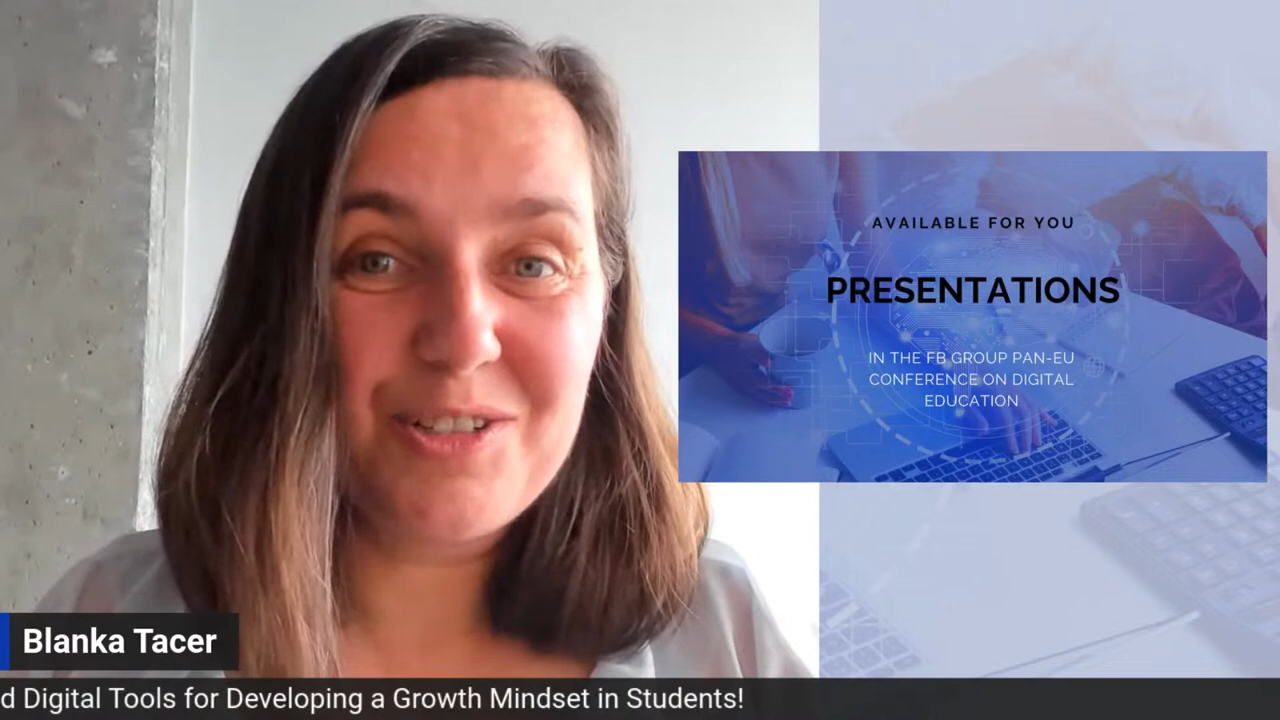 AVAILABLE FOR YOU
PRESENTATIONS
IN THE FB GROUP PAN-EU
CONFERENCE ON DIGITAL
EDUCATION
Blanka Tacer
d Digital Tools for Developing a Growth Mindset in Students!